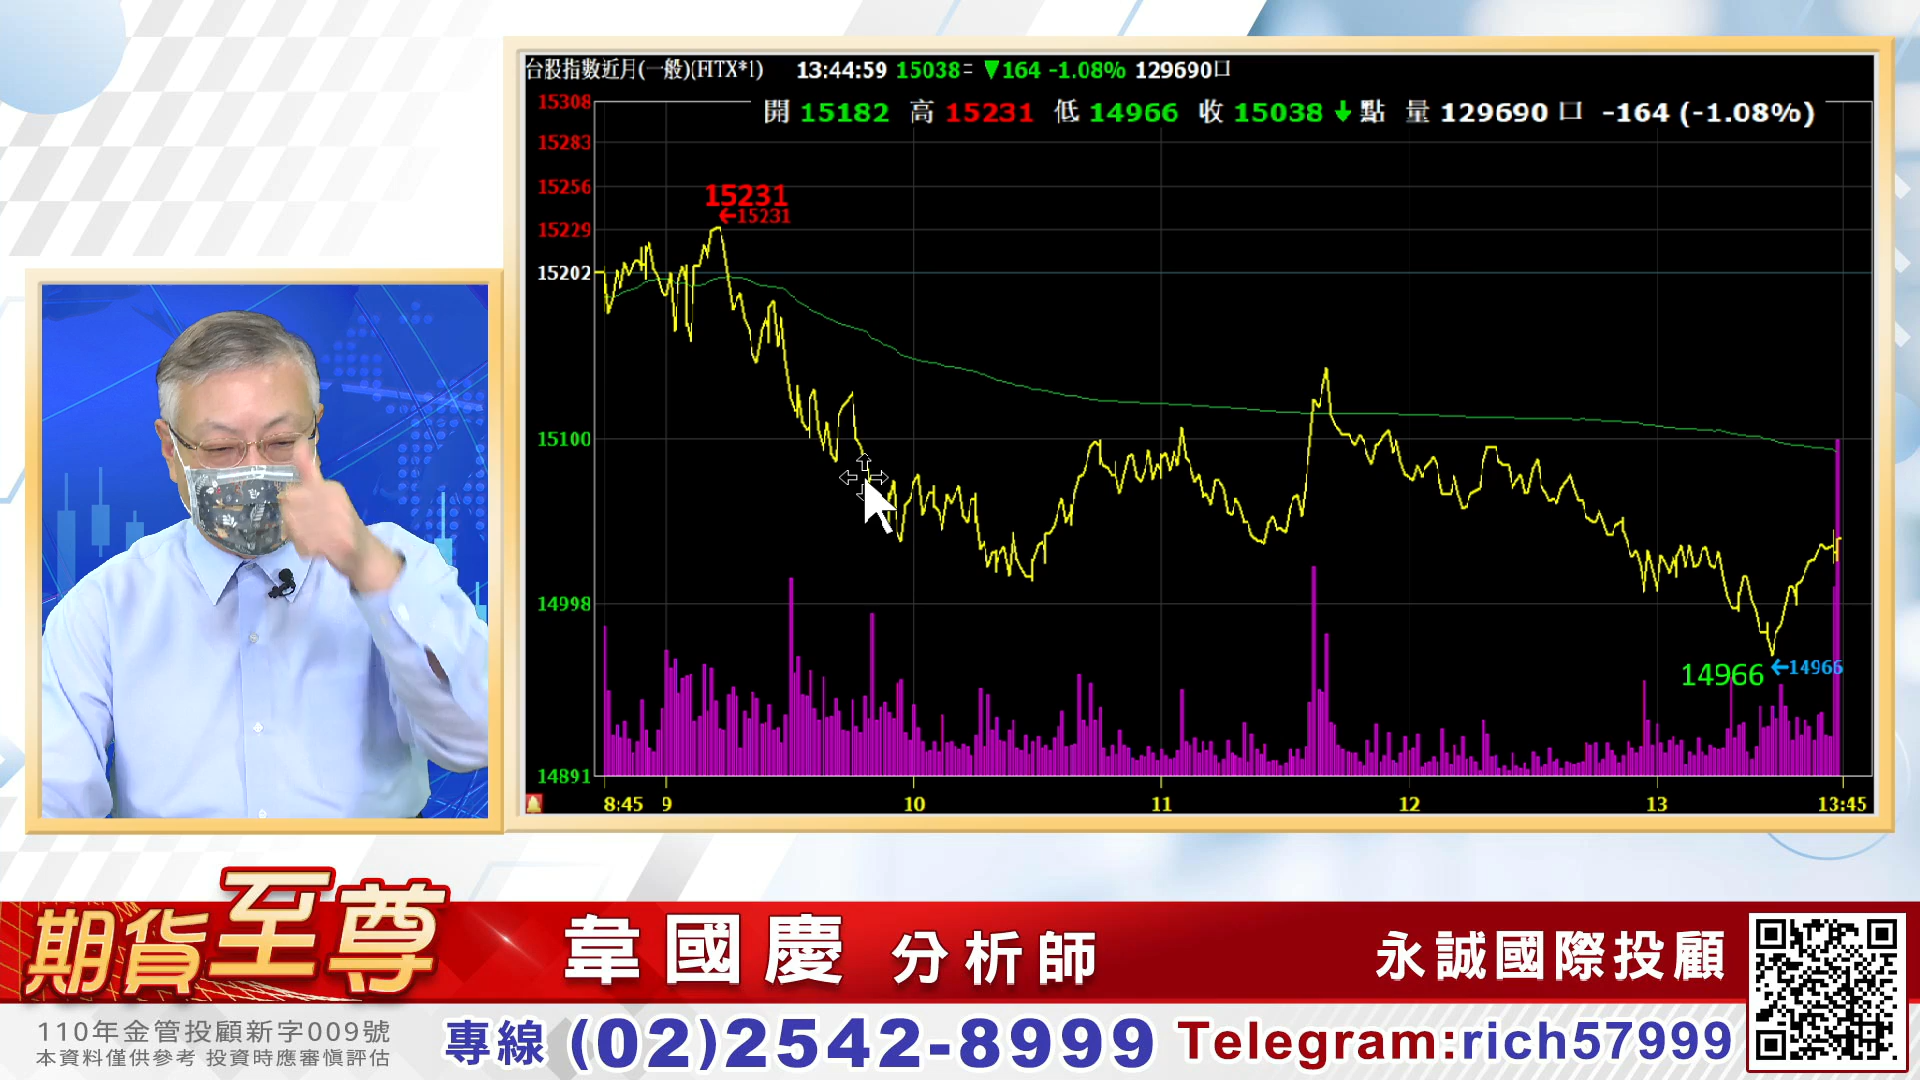 台股指數近月(一般)(FITX*1) 13:44:59 15038= ▼164 -1.08% 129690口
開 15182 高 15231 低 14966 收 15038 ↓ 點 量 129690 口 -164 (-1.08%)
15308
15283
15256
15229
15202
15100
14998
14891
15231
←15231
14966 ←14966
8:45 9 10 11 12 13 13:45
期貨至尊
韋國慶 分析師
永誠國際投顧
110年金管投顧新字009號
本資料僅供參考 投資時應審慎評估
專線 (02)2542-8999
Telegram:rich57999